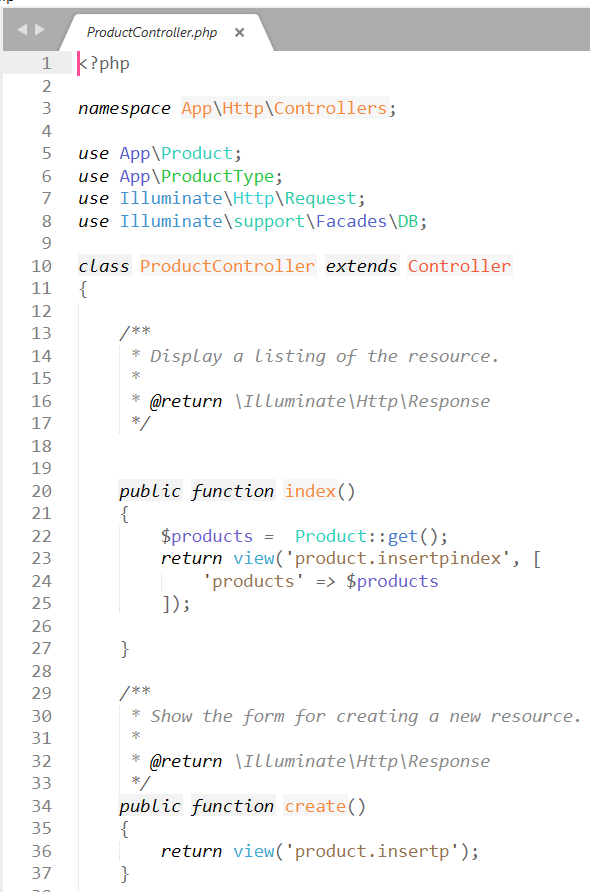 ProductController.php ×
1 <?php
2
3 namespace App\Http\Controllers;
4
5 use App\Product;
6 use App\ProductType;
7 use Illuminate\Http\Request;
8 use Illuminate\support\Facades\DB;
9
10 class ProductController extends Controller
11 {
12
13     /**
14      * Display a listing of the resource.
15      *
16      * @return \Illuminate\Http\Response
17      */
18
19
20     public function index()
21     {
22         $products =  Product::get();
23         return view('product.insertpindex', [
24             'products' => $products
25         ]);
26
27     }
28
29     /**
30      * Show the form for creating a new resource.
31      *
32      * @return \Illuminate\Http\Response
33      */
34     public function create()
35     {
36         return view('product.insertp');
37     }